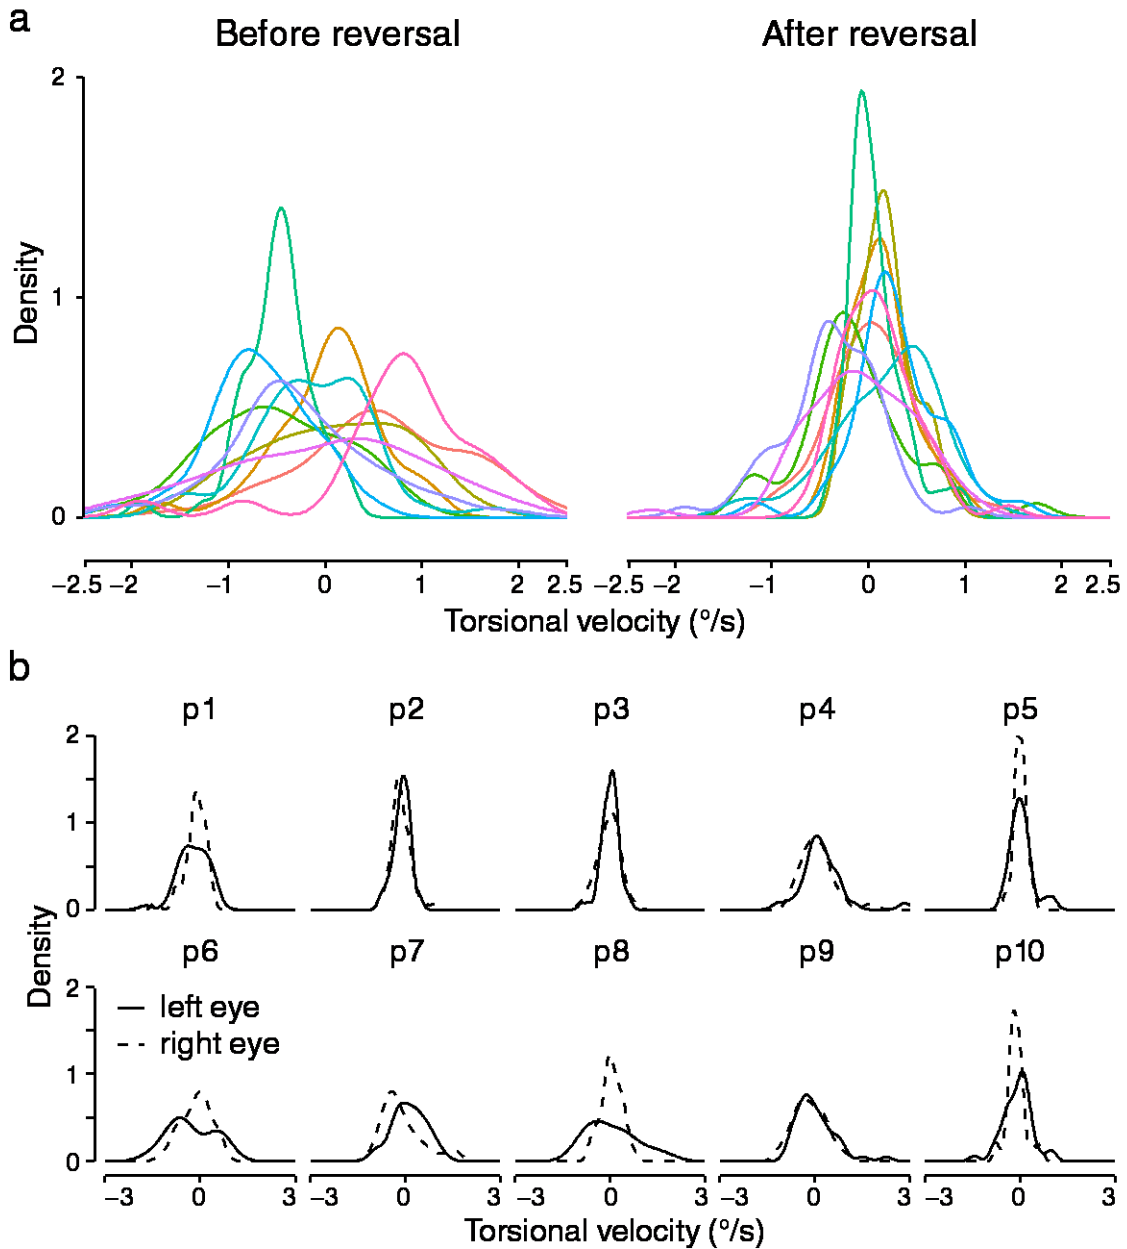 a
Before reversal
After reversal
2
1
0
Density
−2.5 −2 −1 0 1 2 2.5
−2.5 −2 −1 0 1 2 2.5
Torsional velocity (º/s)
b
p1 p2 p3 p4 p5
2
1
0
Density
p6 p7 p8 p9 p10
2
1
0
left eye
right eye
−3 0 3 −3 0 3 −3 0 3 −3 0 3 −3 0 3
Torsional velocity (º/s)